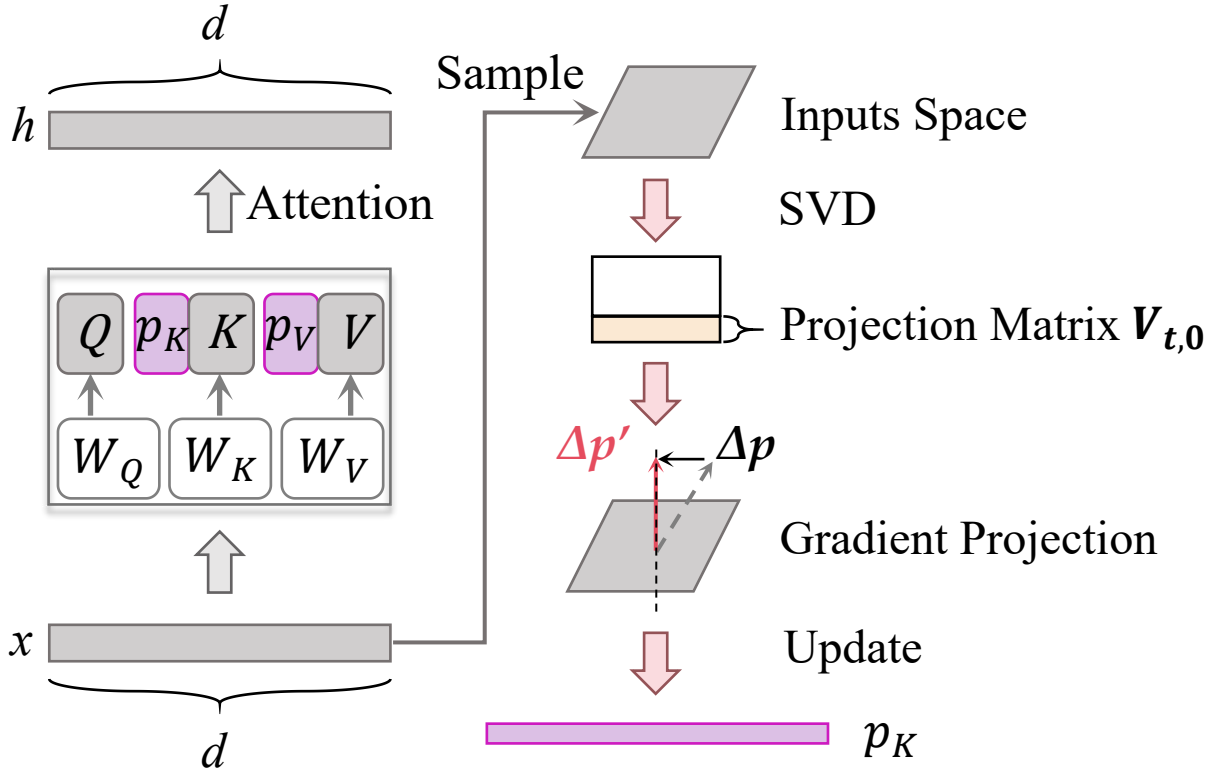 d
h
Attention
Q p_K K p_V V
W_Q W_K W_V
x
d
Sample
Inputs Space
SVD
Projection Matrix V_{t,0}
Δp′ Δp
Gradient Projection
Update
p_K